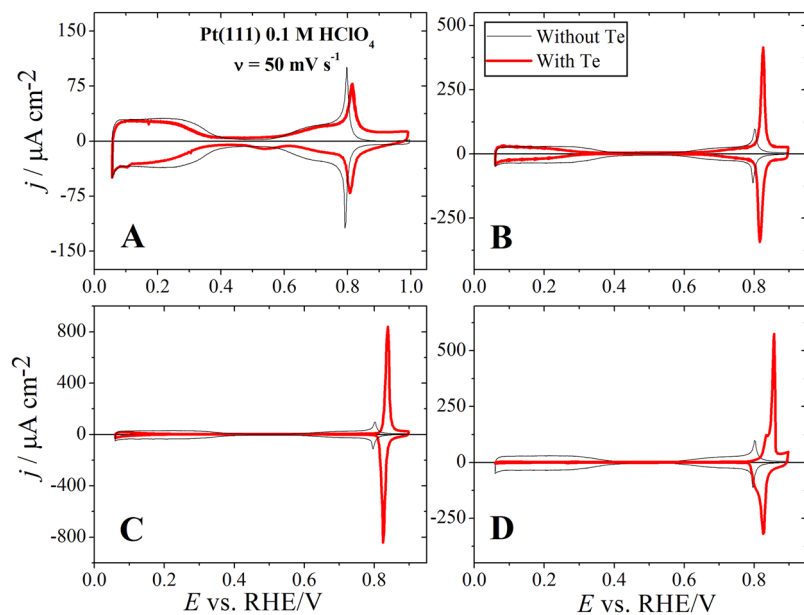 Pt(111) 0.1 M HClO4
ν = 50 mV s-1
Without Te
With Te
150
75
0
-75
-150
j / μA cm-2
A
0.0 0.2 0.4 0.6 0.8 1.0
500
250
0
-250
B
0.0 0.2 0.4 0.6 0.8
800
400
0
-400
-800
j / μA cm-2
C
0.0 0.2 0.4 0.6 0.8
E vs. RHE/V
500
250
0
-250
D
0.0 0.2 0.4 0.6 0.8
E vs. RHE/V